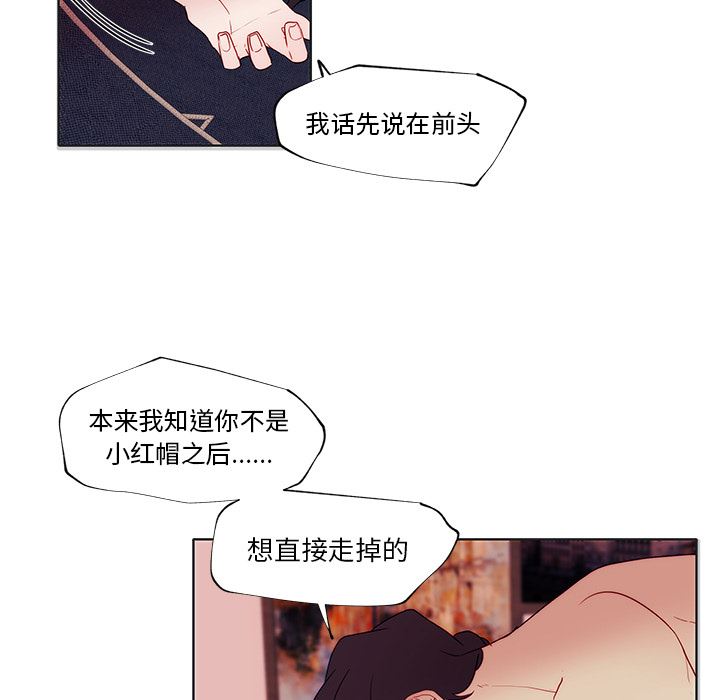 我话先说在前头
本来我知道你不是
小红帽之后……
想直接走掉的